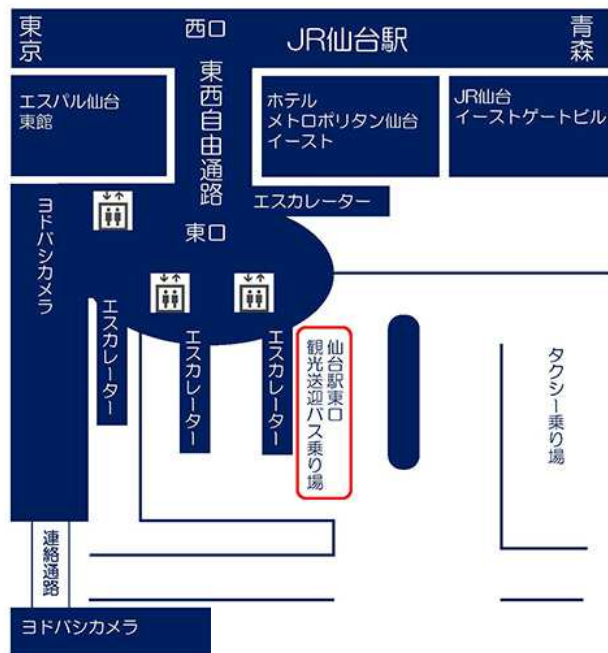 東京
西口
JR仙台駅
青森
エスパル仙台
東館
東西自由通路
ホテル
メトロポリタン仙台
イースト
JR仙台
イーストゲートビル
ヨドバシカメラ
エスカレーター
東口
エスカレーター
エスカレーター
エスカレーター
仙台駅東口
観光送迎バス乗り場
タクシー乗り場
連絡通路
ヨドバシカメラ